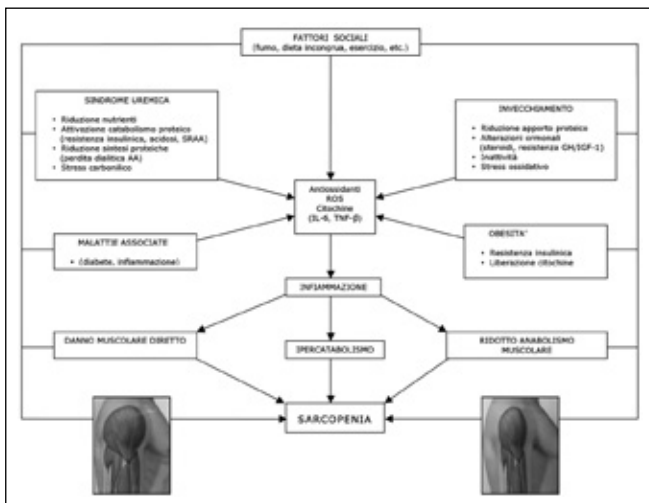 FATTORI SOCIALI
(fumo, dieta incongrua, esercizio, etc.)
SINDROME UREMICA
• Riduzione nutrienti
• Attivazione catabolismo proteico
(resistenza insulinica, acidosi, SRAA)
• Riduzione sintesi proteiche
(perdita dialitica AA)
• Stress carbonilico
INVECCHIAMENTO
• Riduzione apporto proteico
• Alterazioni ormonali
(steroidi, resistenza GH/IGF-1)
• Inattività
• Stress ossidativo
Antiossidanti
ROS
Citochine
(IL-6, TNF-β)
MALATTIE ASSOCIATE
• (diabete, infiammazione)
OBESITA'
• Resistenza insulinica
• Liberazione citochine
INFIAMMAZIONE
DANNO MUSCOLARE DIRETTO
IPERCATABOLISMO
RIDOTTO ANABOLISMO
MUSCOLARE
SARCOPENIA